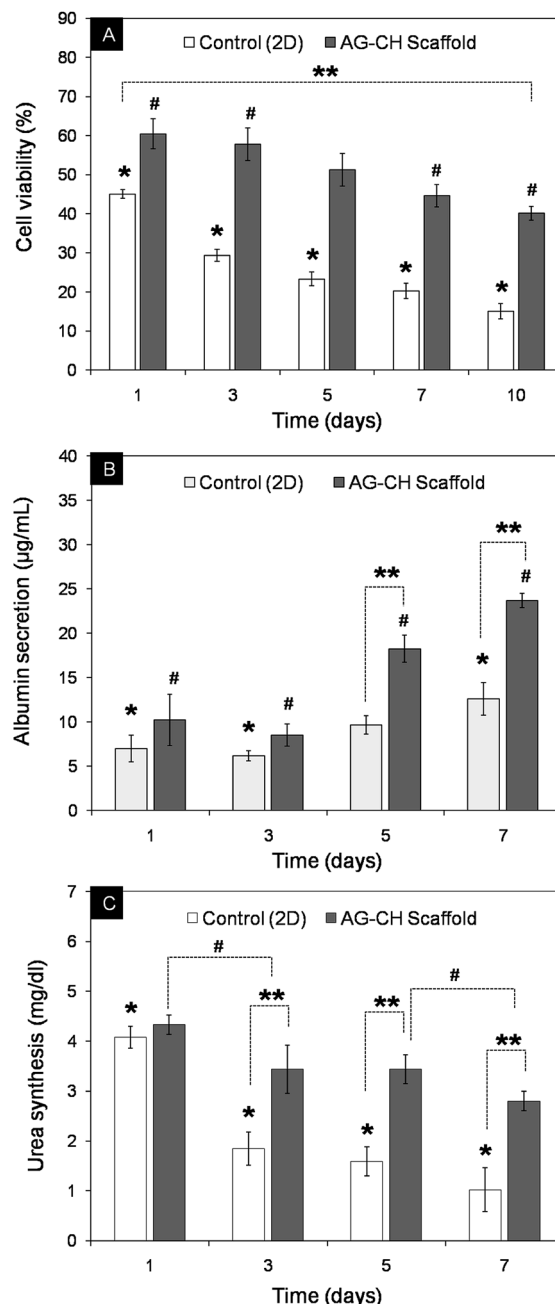 A
Control (2D) AG-CH Scaffold
90
80
70
60
50
40
30
20
10
0
Cell viability (%)
**
# # # #
* * * * *
1 3 5 7 10
Time (days)
B
Control (2D) AG-CH Scaffold
40
35
30
25
20
15
10
5
0
Albumin secretion (µg/mL)
** **
# # # #
* * *
1 3 5 7
Time (days)
C
Control (2D) AG-CH Scaffold
7
6
5
4
3
2
1
0
Urea synthesis (mg/dl)
# #
** ** **
* * * *
1 3 5 7
Time (days)